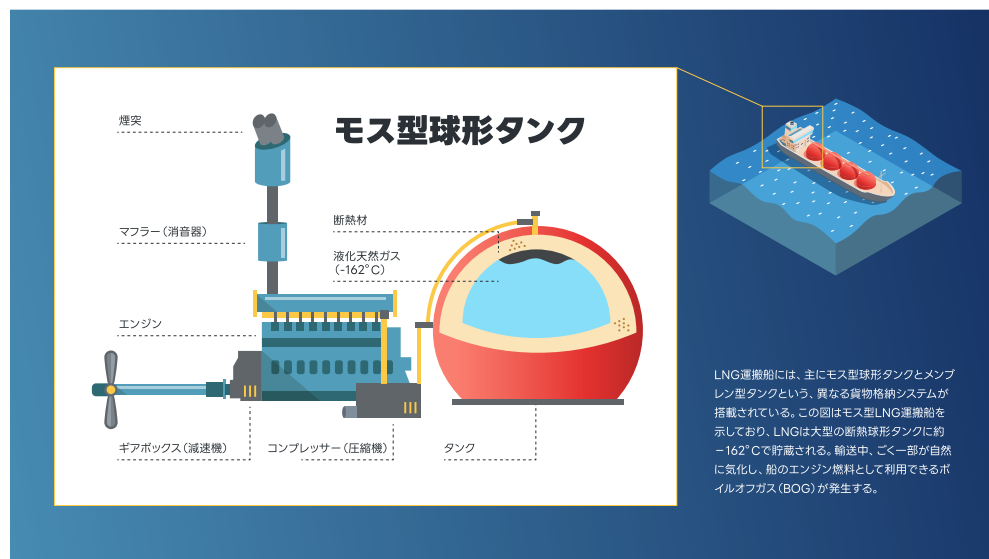 モス型球形タンク
煙突
マフラー（消音器）
断熱材
液化天然ガス
（-162°C）
エンジン
ギアボックス（減速機）
コンプレッサー（圧縮機）
タンク
LNG運搬船には、主にモス型球形タンクとメンブ
レン型タンクという、異なる貨物格納システムが
搭載されている。この図はモス型LNG運搬船を
示しており、LNGは大型の断熱球形タンクに約
−162°Cで貯蔵される。輸送中、ごく一部が自然
に気化し、船のエンジン燃料として利用できるボ
イルオフガス（BOG）が発生する。